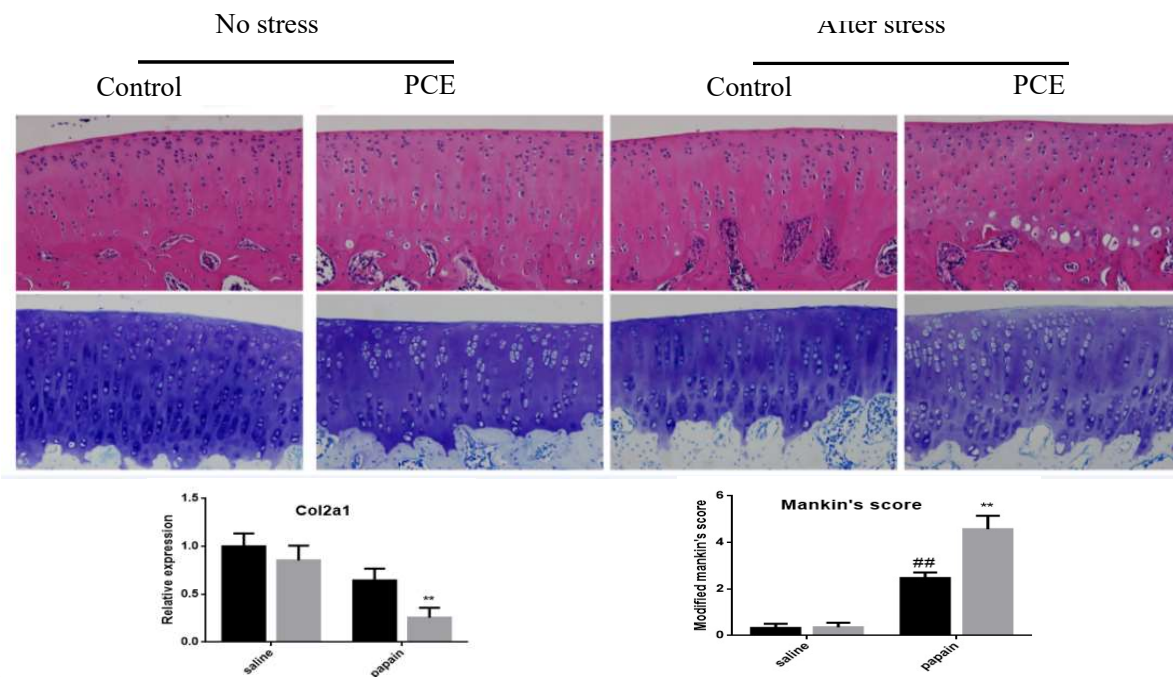 No stress
After stress
Control
PCE
Control
PCE
1.5
1.0
0.5
0.0
Relative expression
Col2a1
**
saline
papain
6
4
2
0
Modified mankin's score
Mankin's score
##
**
saline
papain